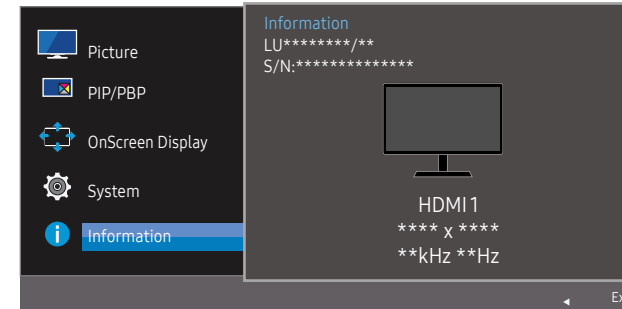 Picture
PIP/PBP
OnScreen Display
System
Information
Information
LU********/**
S/N:**************
HDMI1
**** x ****
**kHz **Hz